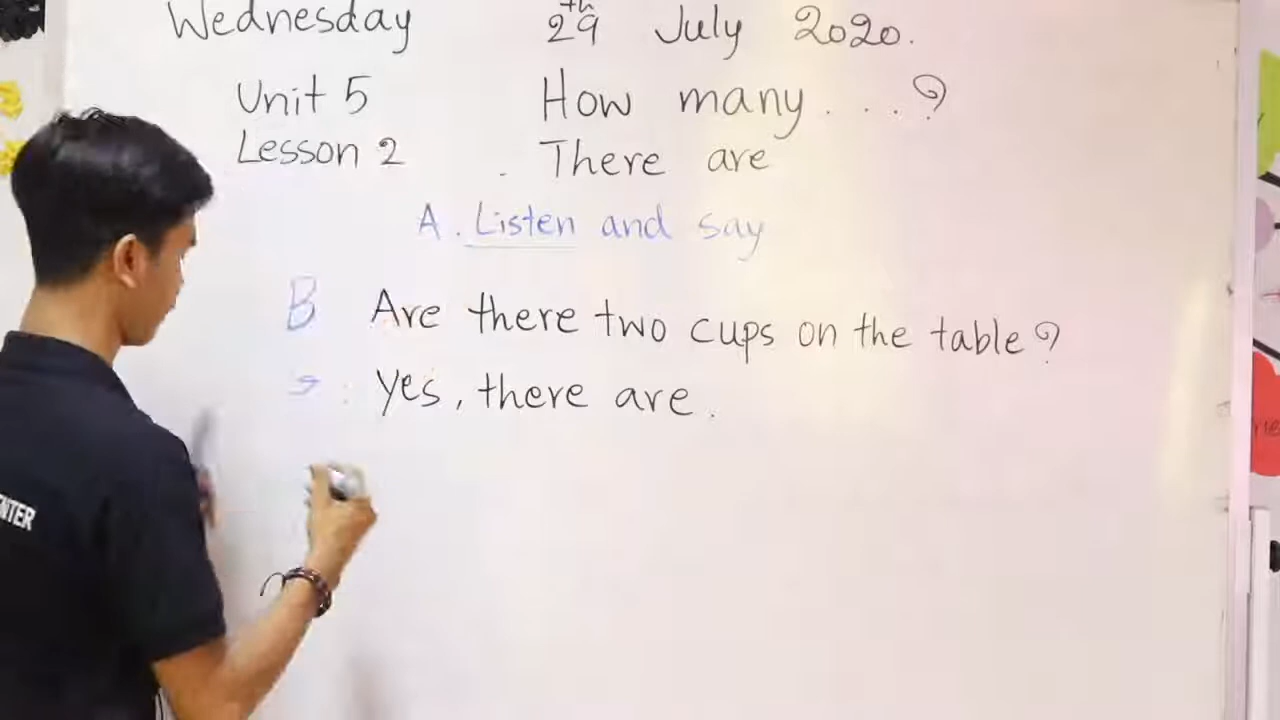 Wednesday 29th July 2020.
Unit 5 How many...?
Lesson 2 . There are
A. Listen and say
B Are there two cups on the table?
Yes, there are.